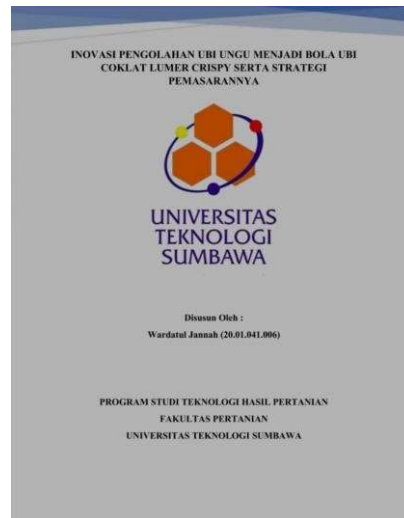 INOVASI PENGOLAHAN UBI UNGU MENJADI BOLA UBI
COKLAT LUMER CRISPY SERTA STRATEGI
PEMASARANNYA
UNIVERSITAS
TEKNOLOGI
SUMBAWA
Disusun Oleh :
Wardatul Jannah (20.01.041.006)
PROGRAM STUDI TEKNOLOGI HASIL PERTANIAN
FAKULTAS PERTANIAN
UNIVERSITAS TEKNOLOGI SUMBAWA